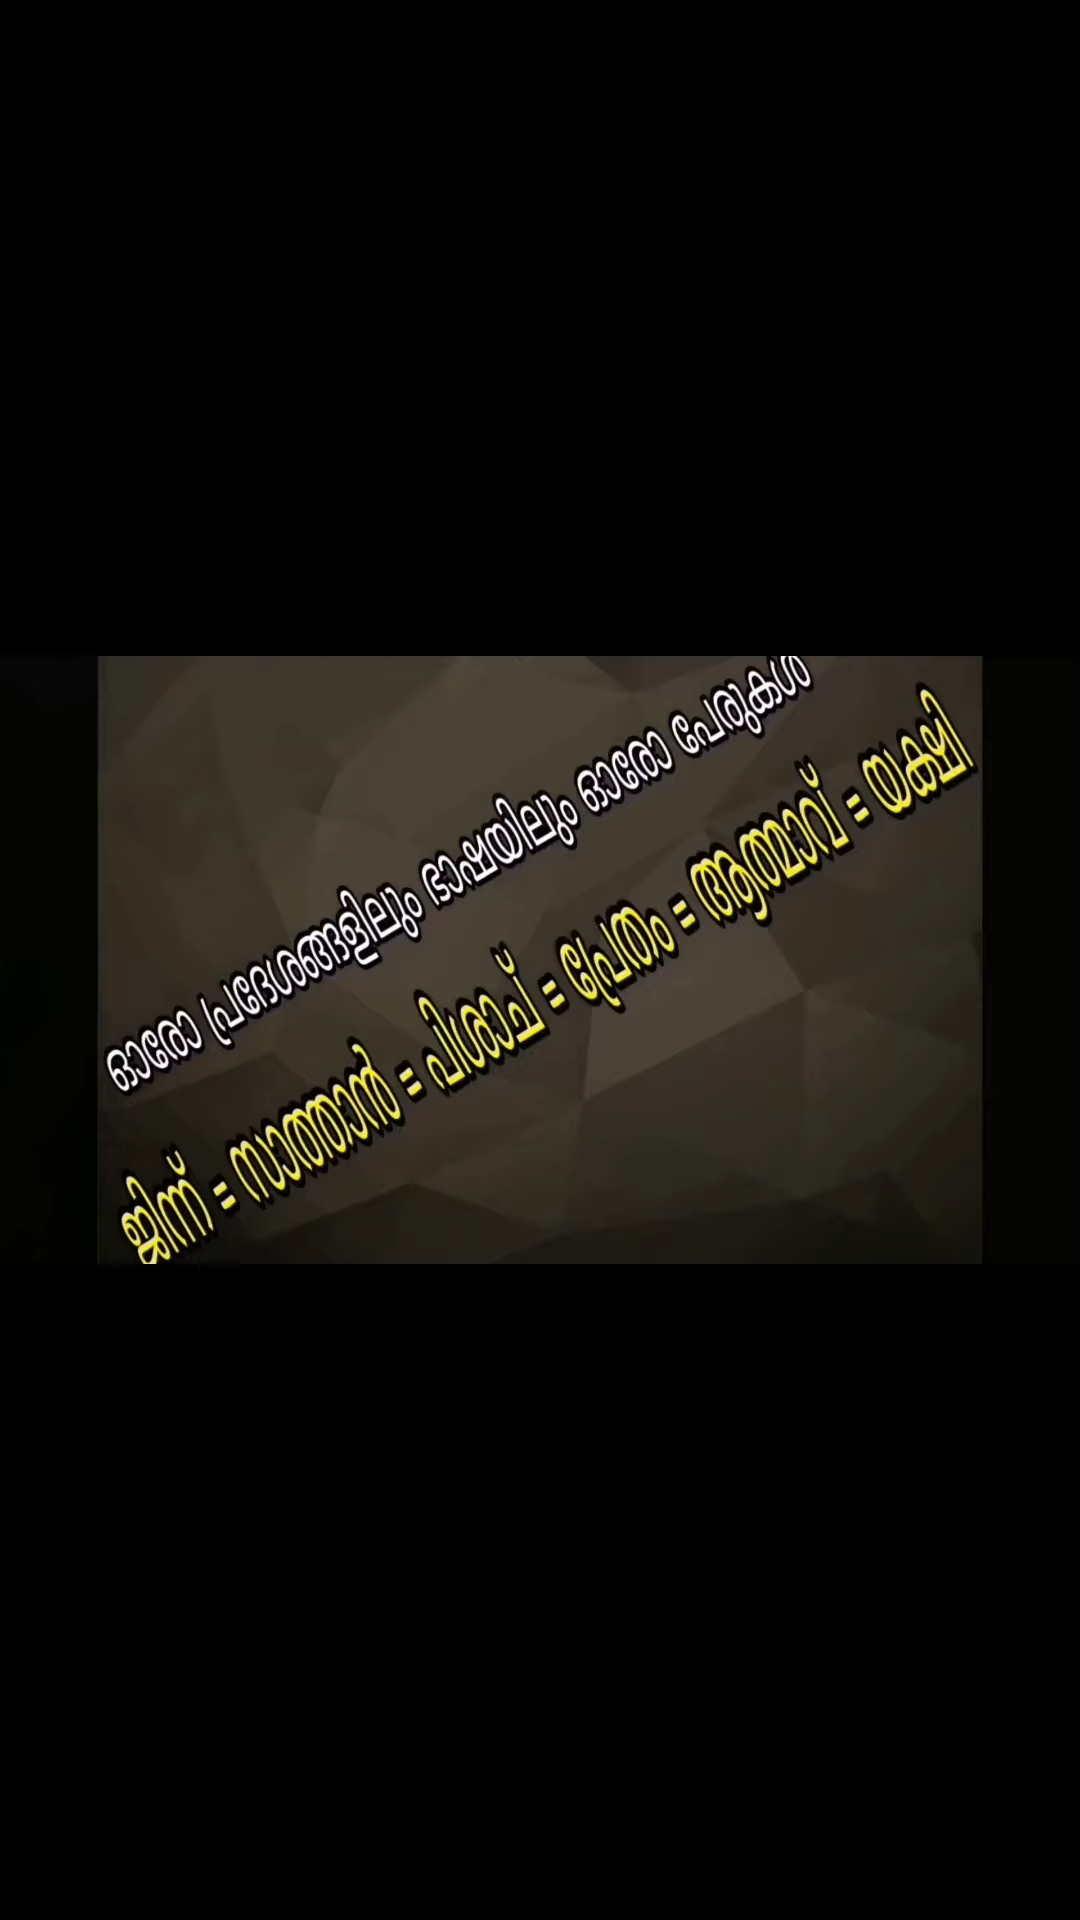 ഓരോ പ്രദേശങ്ങളിലും ഭാഷയിലും ഓരോ പേരുകൾ
ജിന്ന് = സാത്താൻ = പിശാച് = പ്രേതം = ആത്മാവ് = യക്ഷി